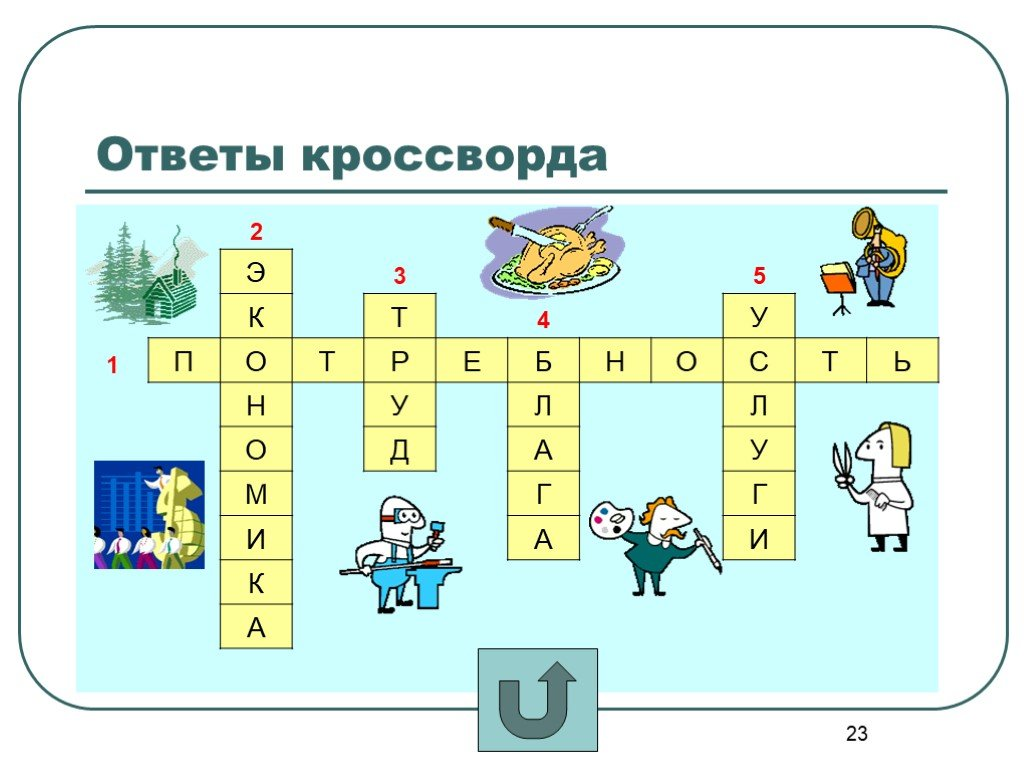 Ответы кроссворда
2
Э
3 5
К Т 4 У
1 П О Т Р Е Б Н О С Т Ь
Н У Л Л
О Д А У
М Г Г
И А И
К
А
23